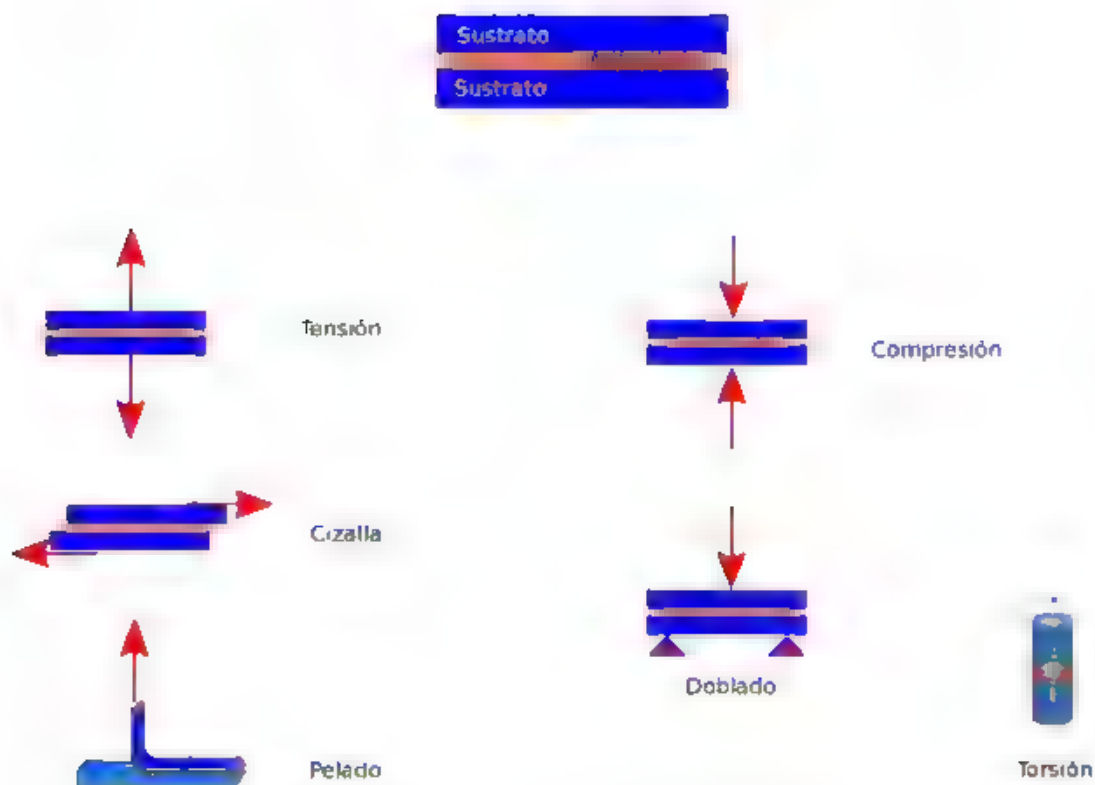 Sustrato
Sustrato
Tensión
Compresión
Cizalla
Doblado
Pelado
Torsión